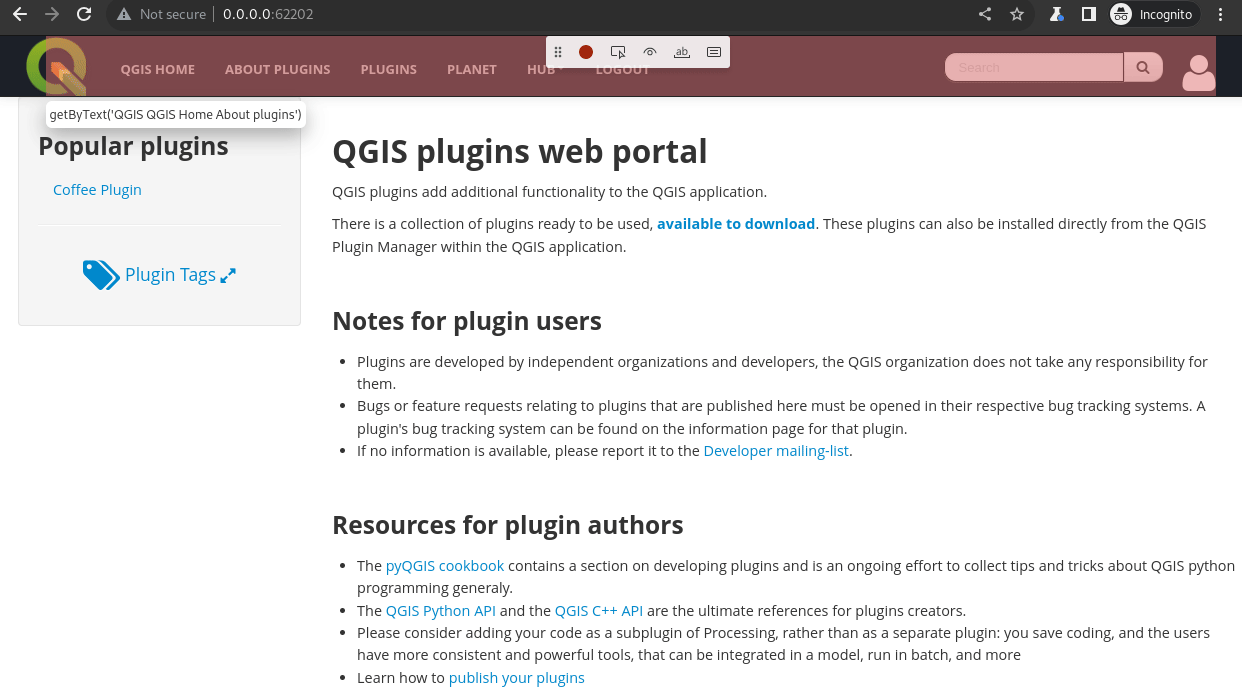 Not secure
0.0.0.0:62202
Incognito
QGIS HOME ABOUT PLUGINS PLUGINS PLANET HUB LOGOUT
ab
Search
getByText('QGIS QGIS Home About plugins')
Popular plugins
Coffee Plugin
Plugin Tags
QGIS plugins web portal
QGIS plugins add additional functionality to the QGIS application.
There is a collection of plugins ready to be used, available to download. These plugins can also be installed directly from the QGIS
Plugin Manager within the QGIS application.
Notes for plugin users
• Plugins are developed by independent organizations and developers, the QGIS organization does not take any responsibility for
them.
• Bugs or feature requests relating to plugins that are published here must be opened in their respective bug tracking systems. A
plugin's bug tracking system can be found on the information page for that plugin.
• If no information is available, please report it to the Developer mailing-list.
Resources for plugin authors
• The pyQGIS cookbook contains a section on developing plugins and is an ongoing effort to collect tips and tricks about QGIS python
programming generaly.
• The QGIS Python API and the QGIS C++ API are the ultimate references for plugins creators.
• Please consider adding your code as a subplugin of Processing, rather than as a separate plugin: you save coding, and the users
have more consistent and powerful tools, that can be integrated in a model, run in batch, and more
• Learn how to publish your plugins